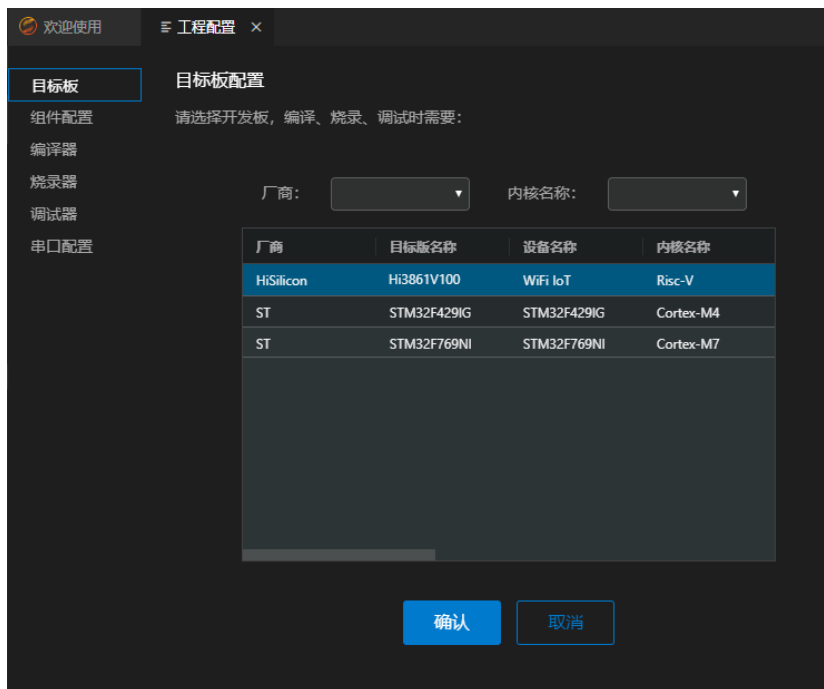 欢迎使用 工程配置 ×
目标板
组件配置
编译器
烧录器
调试器
串口配置
目标板配置
请选择开发板，编译、烧录、调试时需要：
厂商： 内核名称：
厂商 目标版名称 设备名称 内核名称
HiSilicon Hi3861V100 WiFi IoT Risc-V
ST STM32F429IG STM32F429IG Cortex-M4
ST STM32F769NI STM32F769NI Cortex-M7
确认 取消